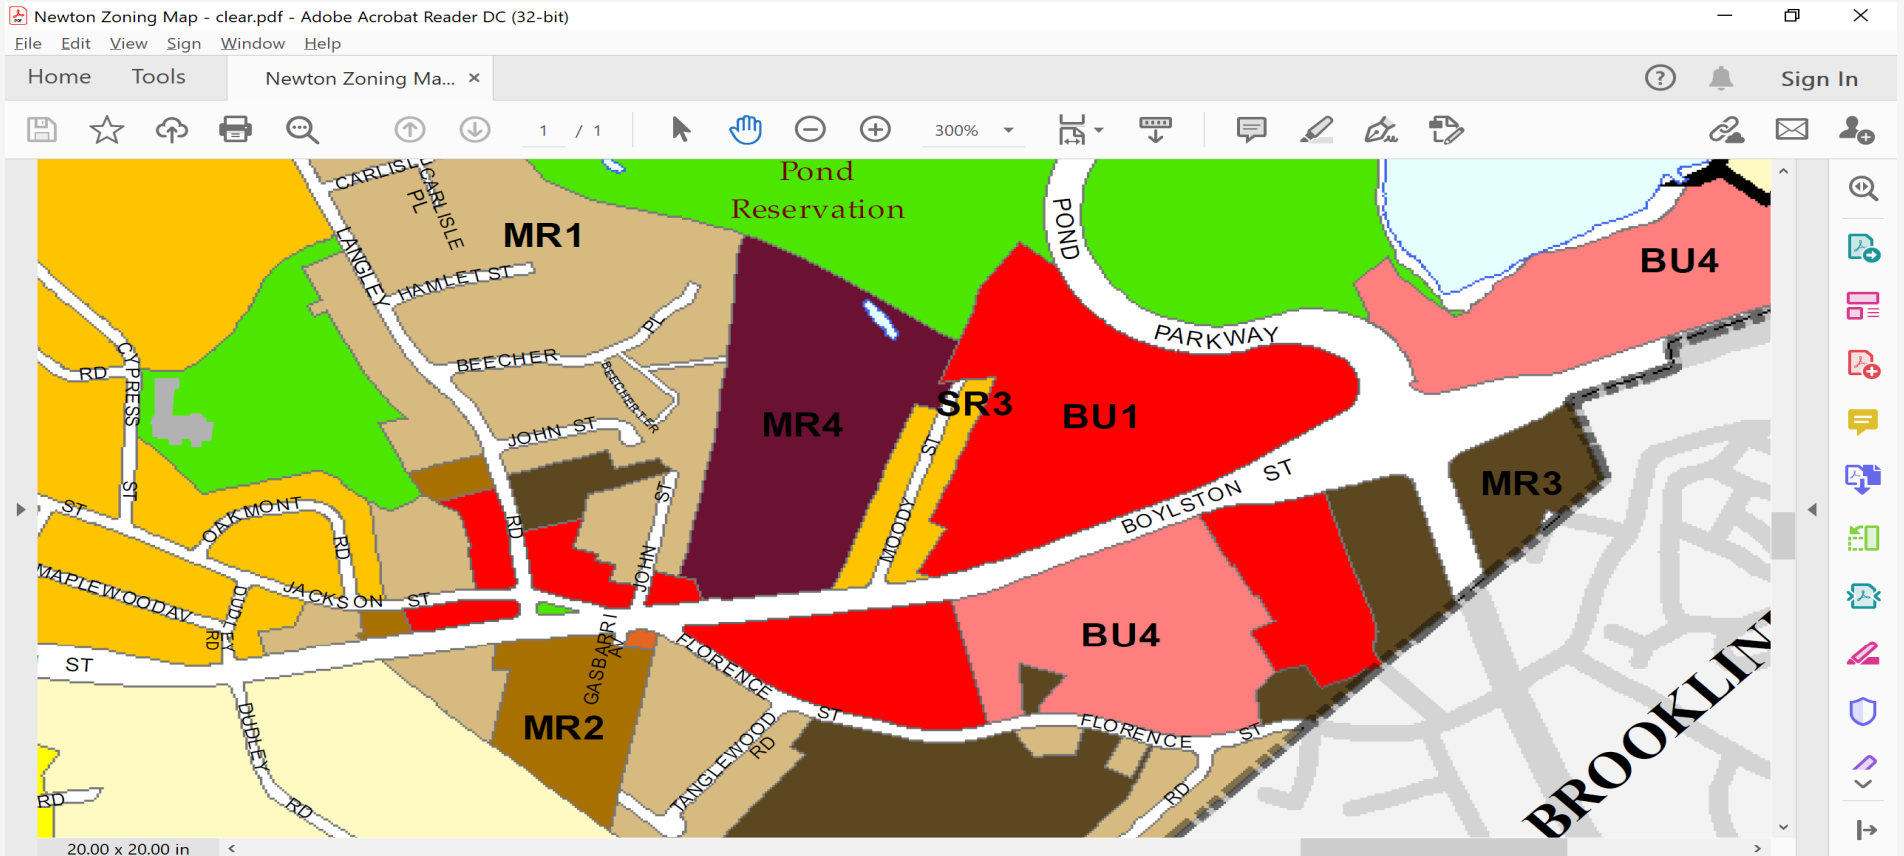 Newton Zoning Map - clear.pdf - Adobe Acrobat Reader DC (32-bit)
File Edit View Sign Window Help
Home Tools Newton Zoning Ma... ×
Sign In
1 / 1
300%
Pond
Reservation
CARLISLE
CARLISLE
PL
MR1
POND
LANGLEY
HAMLET ST
BU4
PARKWAY
PL
CYPRESS
BEECHER
RD
BEECHER TER
SR3
BU1
MR4
JOHN ST
ST
BOYLSTON ST
MR3
ST
ST
ST
OAKMONT
MOODY
RD
RD
JOHN
MAPLEWOOD AV
JACKSON ST
DUDLEY
RD
GASBARRI
AV
FLORENCE
BU4
ST
BROOKLIN
DUDLEY
MR2
ST
FLORENCE
ST
TANGLEWOOD
RD
RD
RD
RD
20.00 x 20.00 in